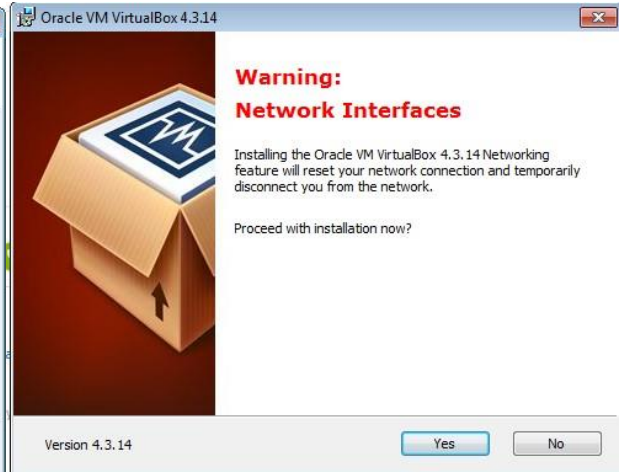 Oracle VM VirtualBox 4.3.14
Warning:
Network Interfaces
Installing the Oracle VM VirtualBox 4.3.14 Networking
feature will reset your network connection and temporarily
disconnect you from the network.
Proceed with installation now?
Version 4.3.14
Yes
No